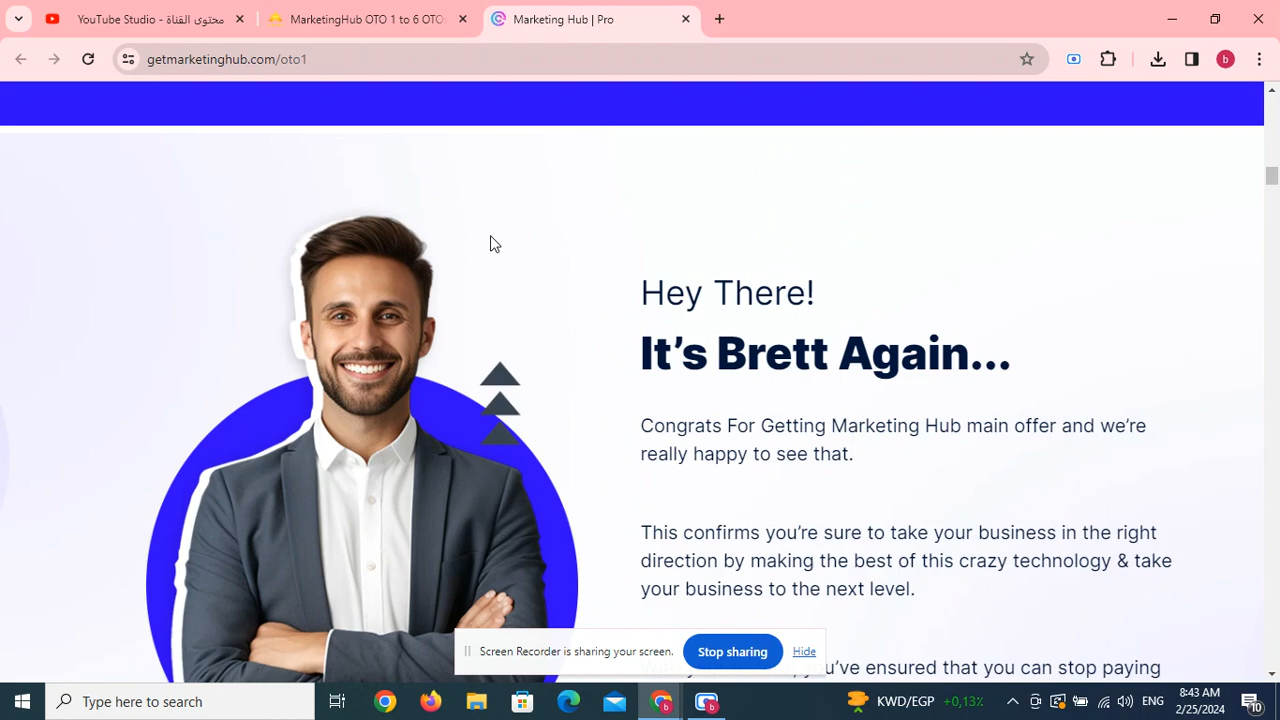 YouTube Studio - محتوى القناة
MarketingHub OTO 1 to 6 OTO
Marketing Hub | Pro
getmarketinghub.com/oto1
b
Hey There!
It's Brett Again...
Congrats For Getting Marketing Hub main offer and we're
really happy to see that.
This confirms you're sure to take your business in the right
direction by making the best of this crazy technology & take
your business to the next level.
you've ensured that you can stop paying
Screen Recorder is sharing your screen.
Stop sharing
Hide
Type here to search
b
b
KWD/EGP +0,13%
ENG
8:43 AM
2/25/2024
10